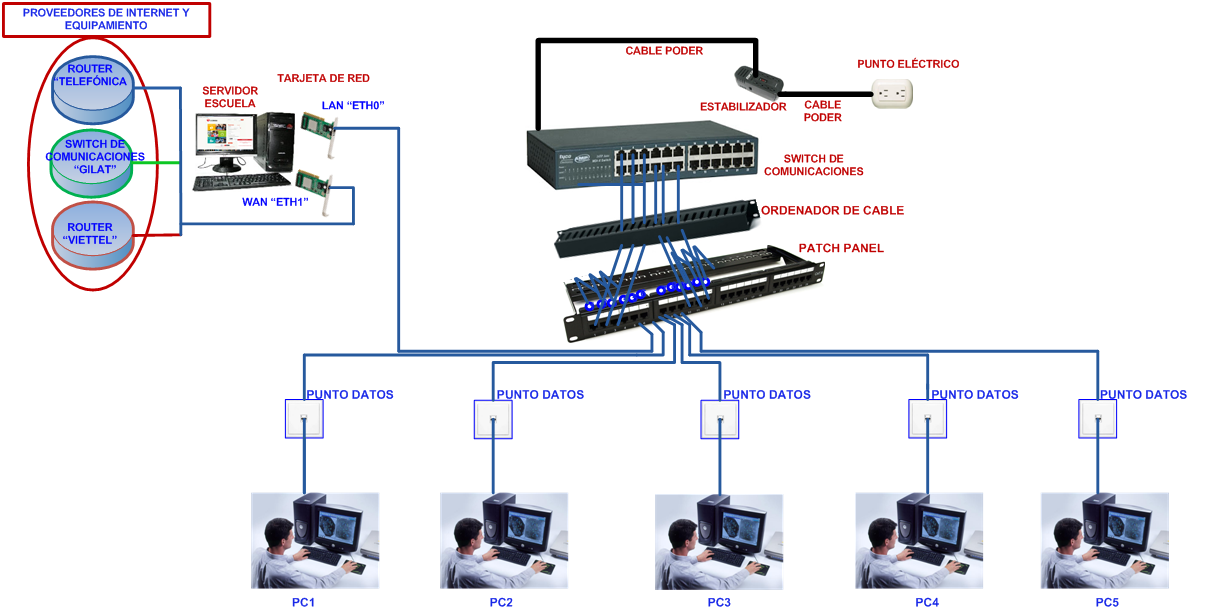 PROVEEDORES DE INTERNET Y
EQUIPAMIENTO
ROUTER
“TELEFÓNICA
SWITCH DE
COMUNICACIONES
“GILAT”
ROUTER
“VIETTEL”
SERVIDOR
ESCUELA
TARJETA DE RED
LAN “ETH0”
WAN “ETH1”
CABLE PODER
PUNTO ELÉCTRICO
ESTABILIZADOR
CABLE
PODER
SWITCH DE
COMUNICACIONES
ORDENADOR DE CABLE
PATCH PANEL
PUNTO DATOS
PUNTO DATOS
PUNTO DATOS
PUNTO DATOS
PUNTO DATOS
PC1
PC2
PC3
PC4
PC5